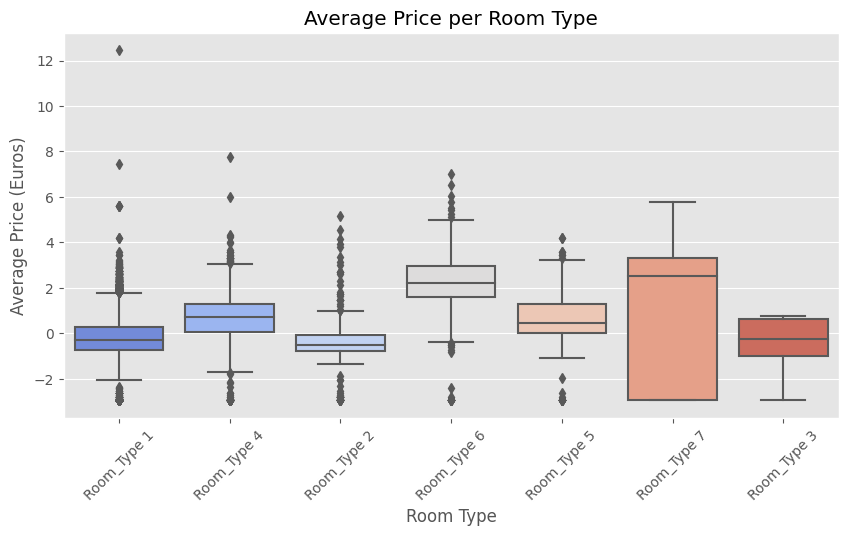 Average Price per Room Type
Average Price (Euros)
12
10
8
6
4
2
0
−2
Room_Type 1
Room_Type 4
Room_Type 2
Room_Type 6
Room_Type 5
Room_Type 7
Room_Type 3
Room Type